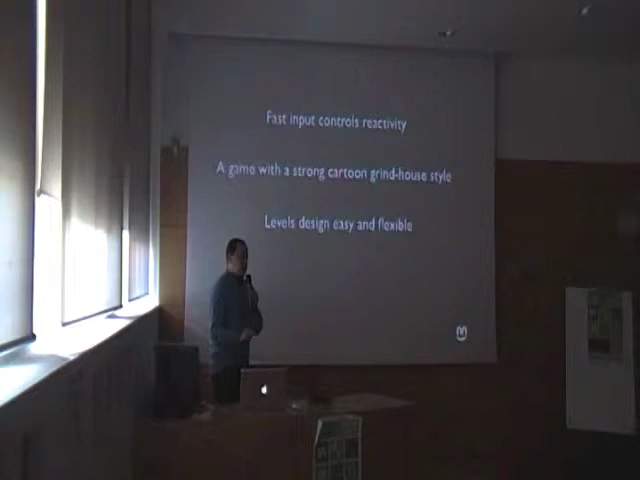 Fast input controls reactivity
A game with a strong cartoon grind-house style
Levels design easy and flexible